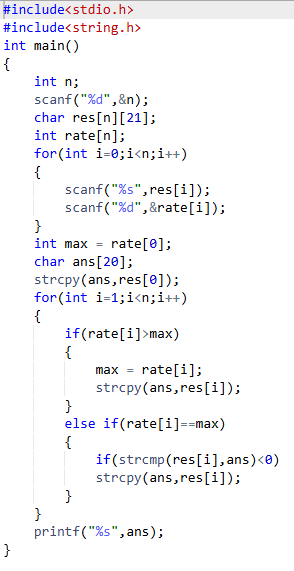 #include<stdio.h>
#include<string.h>
int main()
{
    int n;
    scanf("%d",&n);
    char res[n][21];
    int rate[n];
    for(int i=0;i<n;i++)
    {
        scanf("%s",res[i]);
        scanf("%d",&rate[i]);
    }
    int max = rate[0];
    char ans[20];
    strcpy(ans,res[0]);
    for(int i=1;i<n;i++)
    {
        if(rate[i]>max)
        {
            max = rate[i];
            strcpy(ans,res[i]);
        }
        else if(rate[i]==max)
        {
            if(strcmp(res[i],ans)<0)
            strcpy(ans,res[i]);
        }
    }
    printf("%s",ans);
}